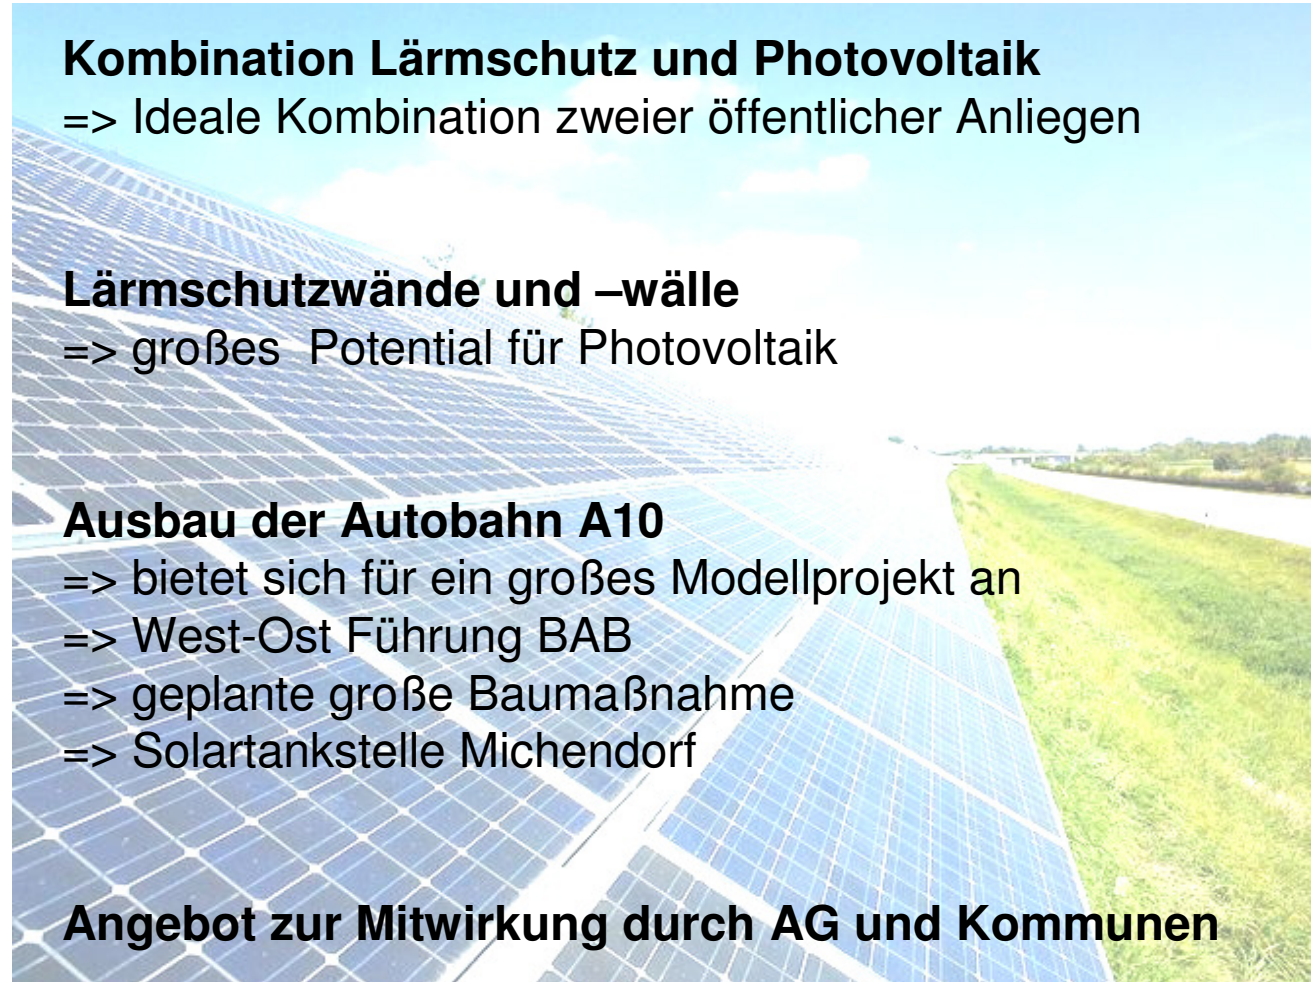 Kombination Lärmschutz und Photovoltaik
=> Ideale Kombination zweier öffentlicher Anliegen
Lärmschutzwände und –wälle
=> großes  Potential für Photovoltaik
Ausbau der Autobahn A10
=> bietet sich für ein großes Modellprojekt an
=> West-Ost Führung BAB
=> geplante große Baumaßnahme
=> Solartankstelle Michendorf
Angebot zur Mitwirkung durch AG und Kommunen